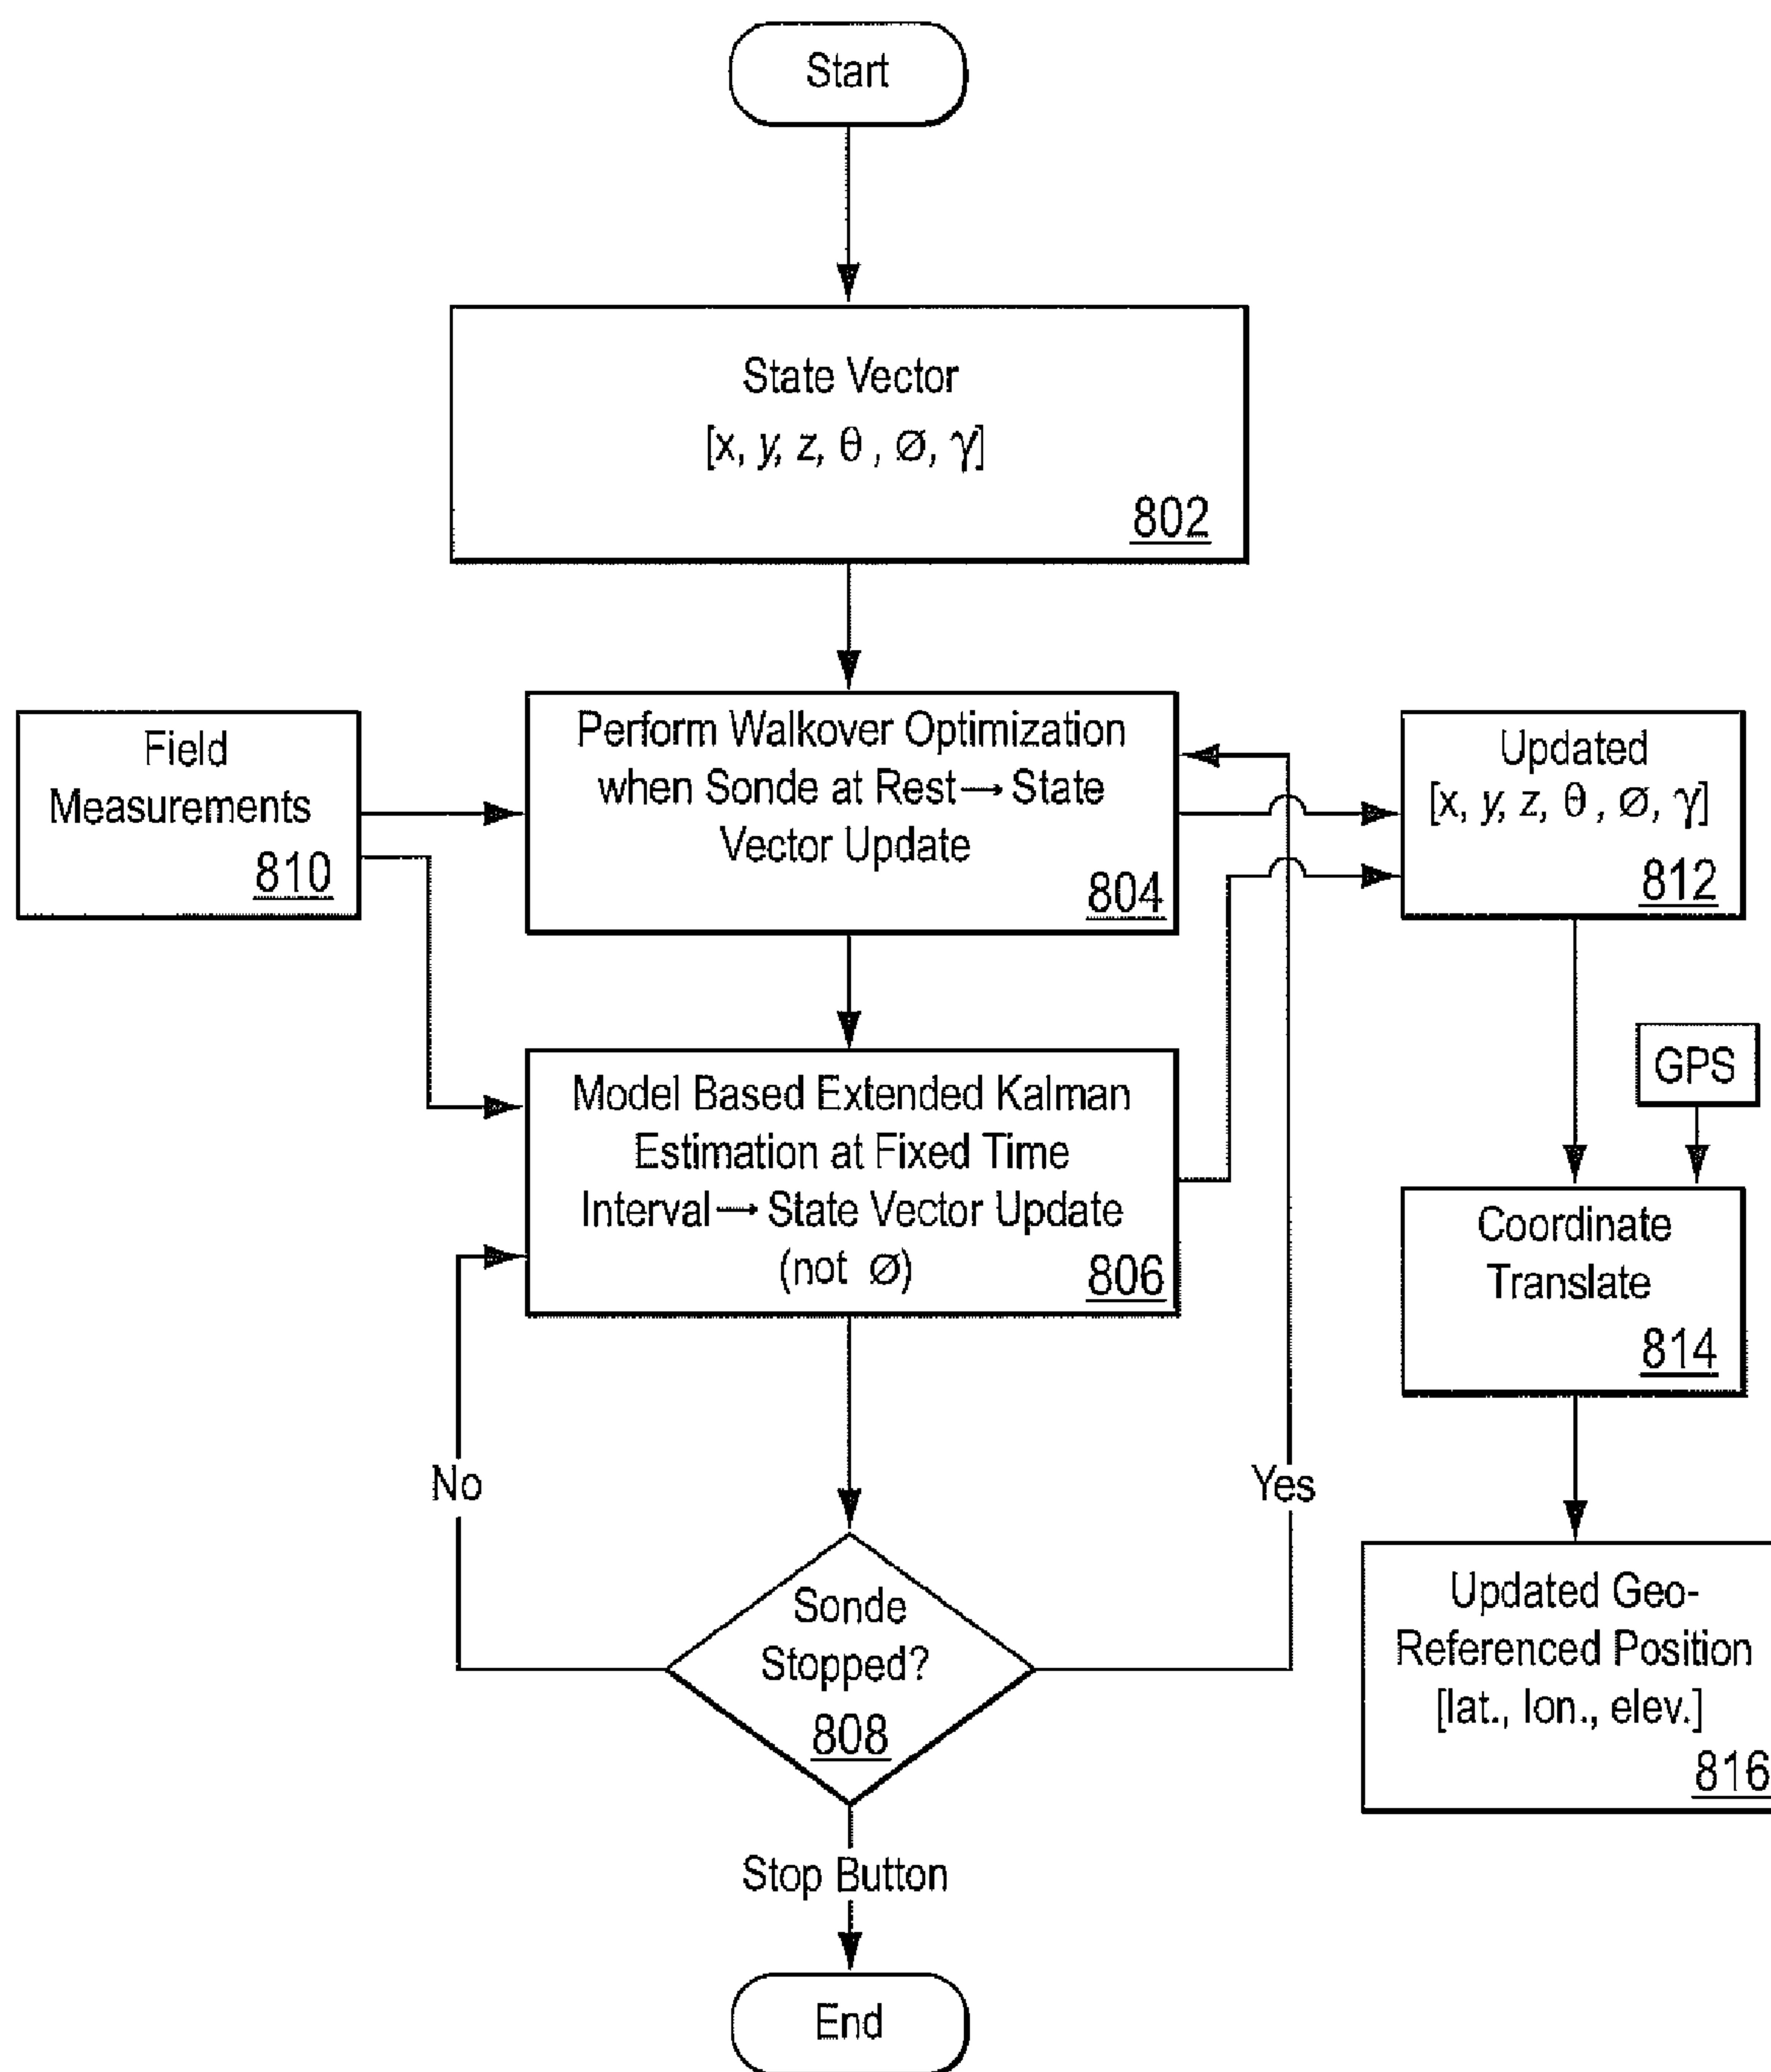 Start
State Vector
[x, y, z, θ , Ø, γ]
802
Field
Measurements
810
Perform Walkover Optimization
when Sonde at Rest → State
Vector Update
804
Updated
[x, y, z, θ , Ø, γ]
812
GPS
Model Based Extended Kalman
Estimation at Fixed Time
Interval → State Vector Update
(not Ø)
806
Coordinate
Translate
814
No
Yes
Sonde
Stopped?
808
Updated Geo-
Referenced Position
[lat., lon., elev.]
816
Stop Button
End